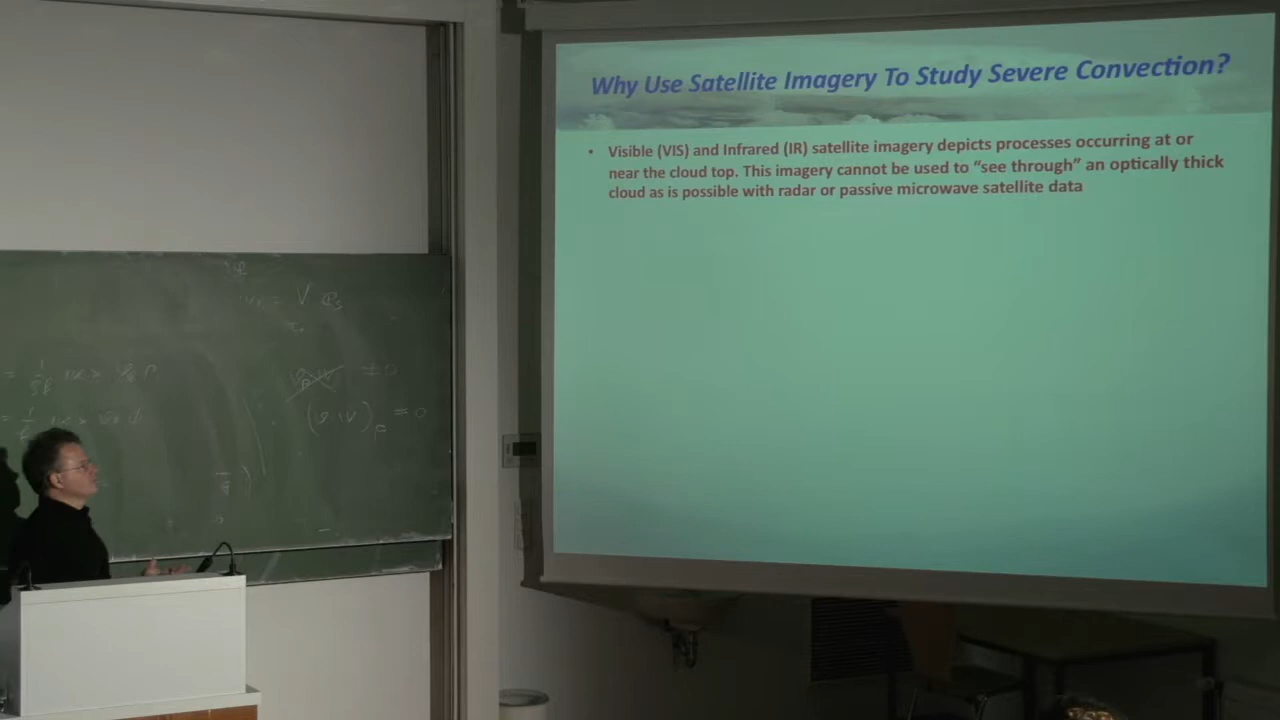 Why Use Satellite Imagery To Study Severe Convection?
• Visible (VIS) and Infrared (IR) satellite imagery depicts processes occurring at or
near the cloud top. This imagery cannot be used to “see through” an optically thick
cloud as is possible with radar or passive microwave satellite data